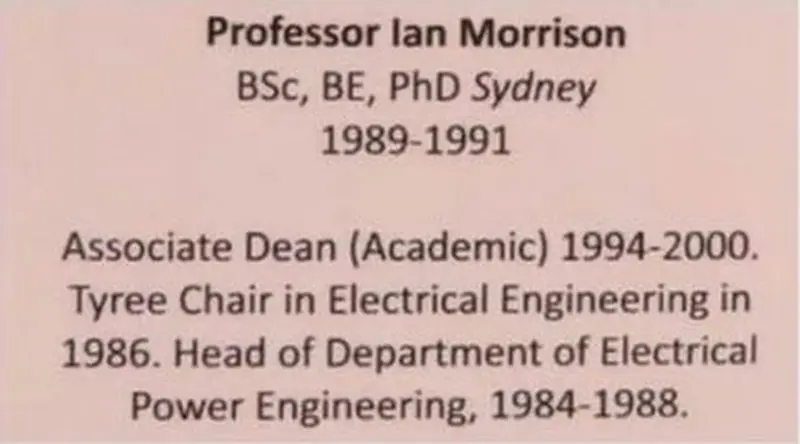 Professor Ian Morrison
BSc, BE, PhD Sydney
1989-1991
Associate Dean (Academic) 1994-2000.
Tyree Chair in Electrical Engineering in
1986. Head of Department of Electrical
Power Engineering, 1984-1988.